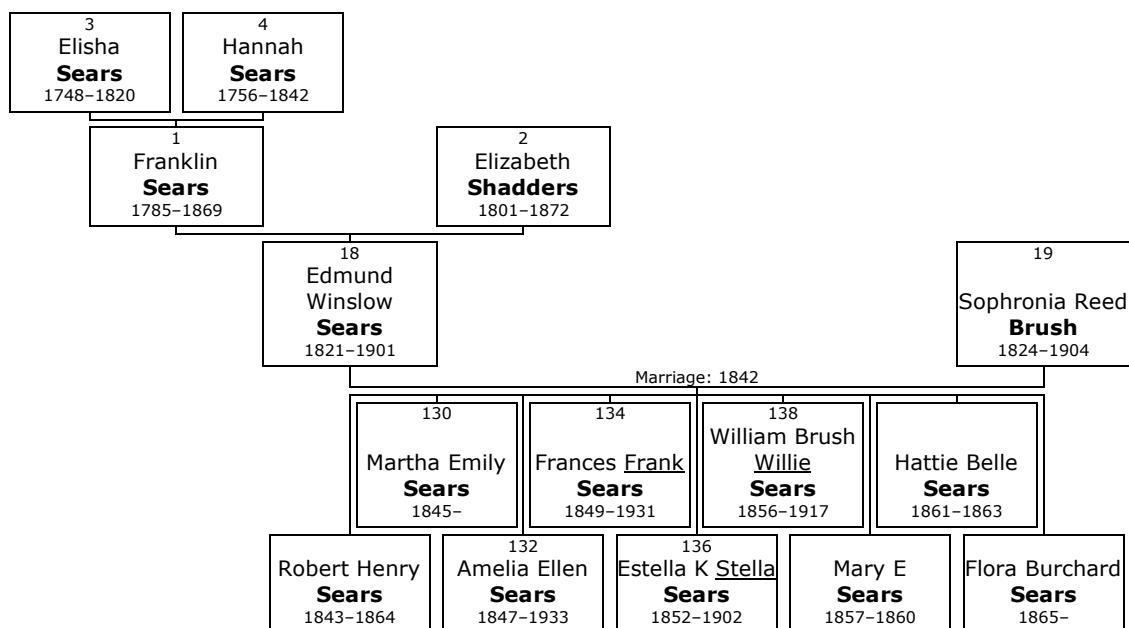 3
Elisha
Sears
1748–1820
4
Hannah
Sears
1756–1842
1
Franklin
Sears
1785–1869
2
Elizabeth
Shadders
1801–1872
18
Edmund
Winslow
Sears
1821–1901
19
Sophronia Reed
Brush
1824–1904
Marriage: 1842
130
Martha Emily
Sears
1845–
134
Frances Frank
Sears
1849–1931
138
William Brush
Willie
Sears
1856–1917
Hattie Belle
Sears
1861–1863
Robert Henry
Sears
1843–1864
132
Amelia Ellen
Sears
1847–1933
136
Estella K Stella
Sears
1852–1902
Mary E
Sears
1857–1860
Flora Burchard
Sears
1865–